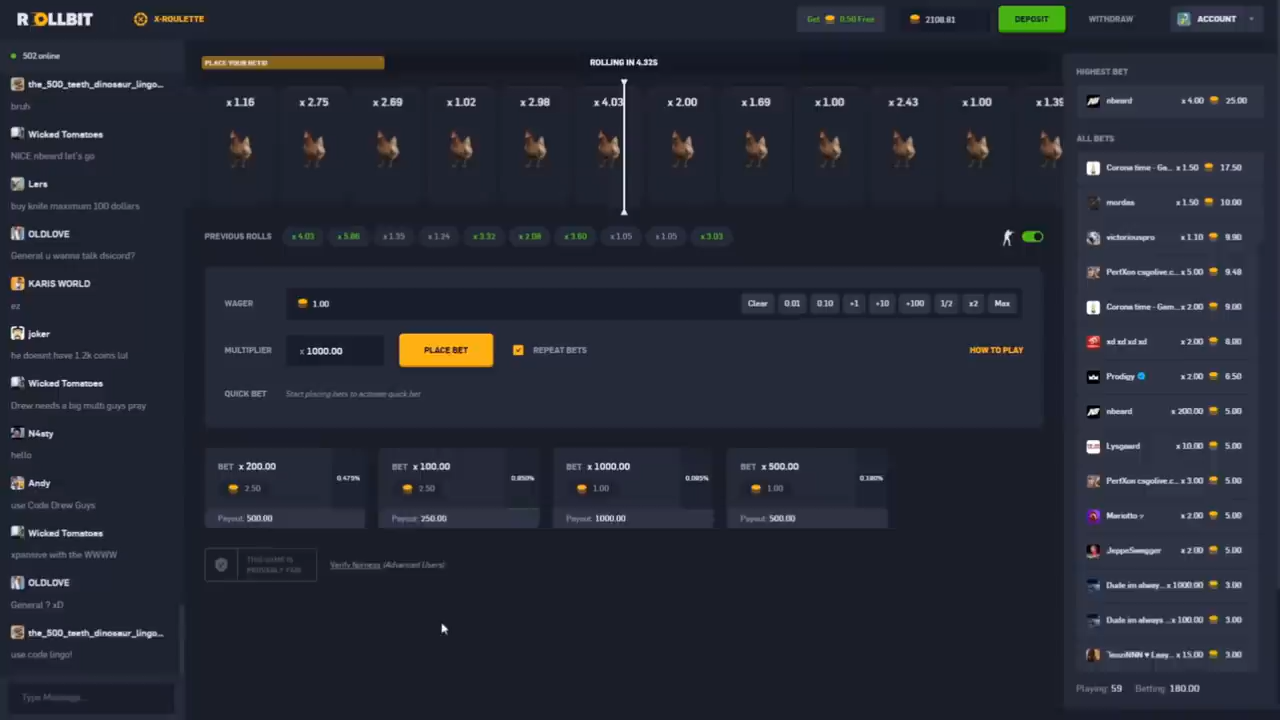 ROLLBIT
X-ROULETTE
Get 0.50 Free
2108.81
DEPOSIT
WITHDRAW
ACCOUNT
502 online
the_500_teeth_dinosaur_lingo...
bruh
Wicked Tomatoes
NICE nbeard let's go
Lers
buy knife maximum 100 dollars
OLDLOVE
General u wanna talk dsicord?
KARIS WORLD
ez
joker
he doesnt have 1.2k coins lul
Wicked Tomatoes
Drew needs a big multi guys pray
N4sty
hello
Andy
use Code Drew Guys
Wicked Tomatoes
xpansive with the WWWW
OLDLOVE
General ? xD
the_500_teeth_dinosaur_lingo...
use code lingo!
Type Message...
PLACE YOUR BETS!
ROLLING IN 4.32S
x 1.16 x 2.75 x 2.69 x 1.02 x 2.98 x 4.03 x 2.00 x 1.69 x 1.00 x 2.43 x 1.00 x 1.39
PREVIOUS ROLLS x 4.03 x 5.86 x 1.35 x 1.24 x 3.32 x 2.08 x 3.60 x 1.05 x 1.05 x 3.03
WAGER 1.00 Clear 0.01 0.10 +1 +10 +100 1/2 x2 Max
MULTIPLIER x 1000.00 PLACE BET REPEAT BETS HOW TO PLAY
QUICK BET Start placing bets to activate quick bet
BET x 200.00
2.50
0.475%
Payout: 500.00
BET x 100.00
2.50
0.950%
Payout: 250.00
BET x 1000.00
1.00
0.095%
Payout: 1000.00
BET x 500.00
1.00
0.190%
Payout: 500.00
THIS GAME IS
PROVABLY FAIR
Verify fairness (Advanced Users)
HIGHEST BET
nbeard x 4.00 25.00
ALL BETS
Corona time - Ga... x 1.50 17.50
mordas x 1.50 10.00
victoriouspro x 1.10 9.90
PerfXon csgolive.c... x 5.00 9.48
Corona time - Gam... x 2.00 9.00
xd xd xd xd x 2.00 8.00
Prodigy x 2.00 6.50
nbeard x 200.00 5.00
Lysgaard x 10.00 5.00
PerfXon csgolive.c... x 3.00 5.00
Mariotto x 2.00 5.00
JeppeSwagger x 2.00 5.00
Dude im alway... x 1000.00 3.00
Dude im always ... x 100.00 3.00
x 15.00 3.00
Playing: 59 Betting: 180.00